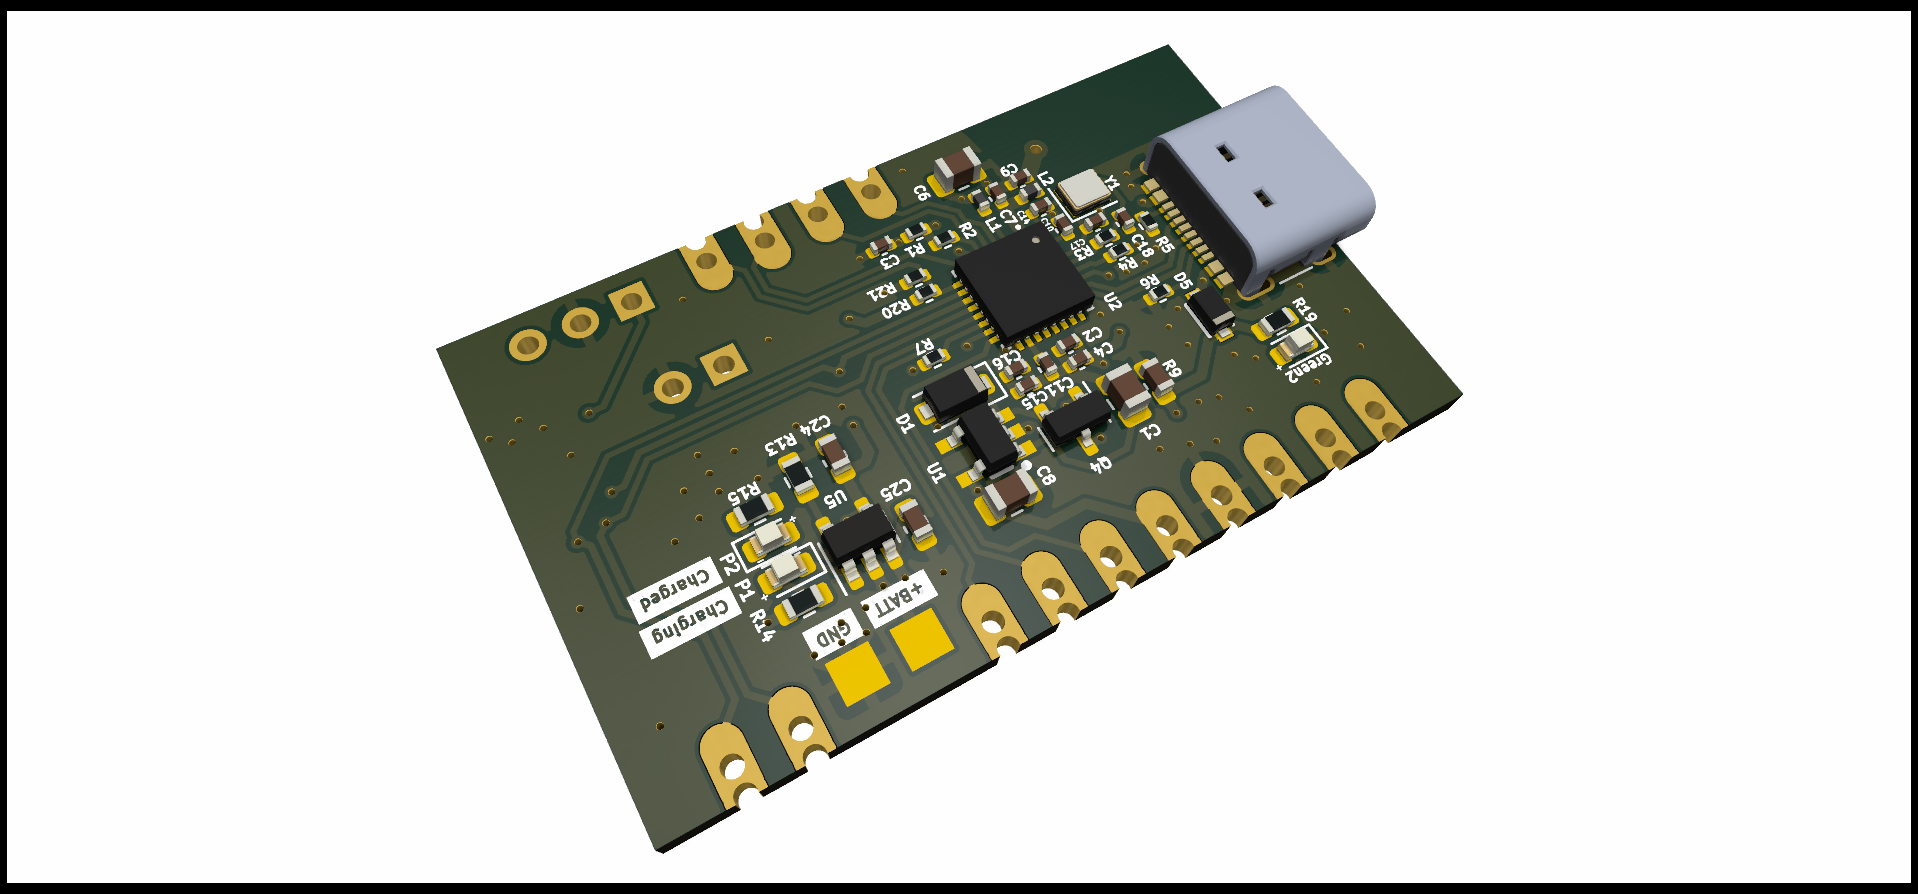 C6
C9
L2
Y1
L1
C7
C3
R1
R2
R3
R4
C18
R5
R21
R20
U2
R6
D5
R19
Green2
+
R7
C16
C2
C4
C11
C15
R9
D1
U1
C1
Q4
C8
C24
R13
R15
U5
C25
+
P2
P1
+
R14
Charged
Charging
GND
+BATT